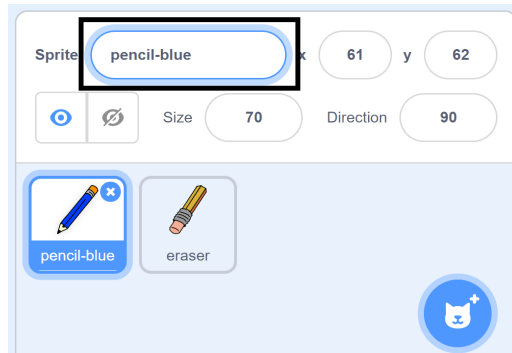 Sprite pencil-blue x 61 y 62
Size 70 Direction 90
pencil-blue eraser